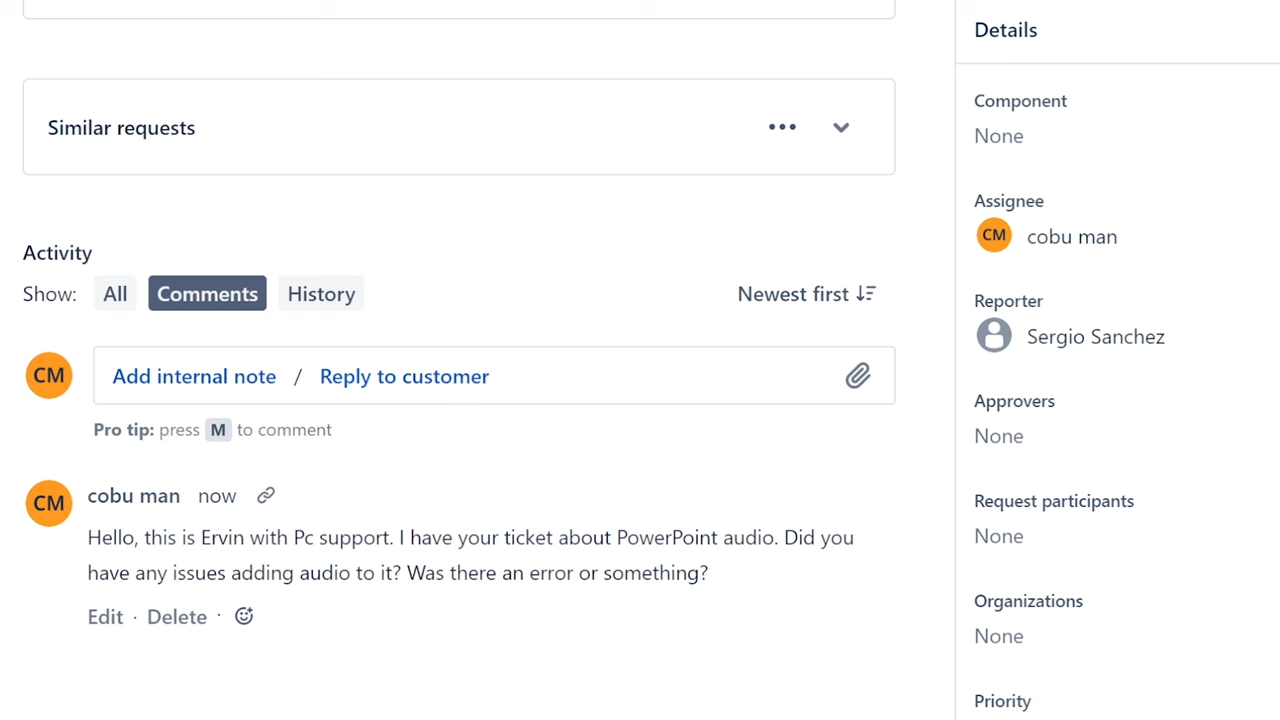 Similar requests
Activity
Show: All Comments History Newest first
CM Add internal note / Reply to customer
Pro tip: press M to comment
CM cobu man now
Hello, this is Ervin with Pc support. I have your ticket about PowerPoint audio. Did you
have any issues adding audio to it? Was there an error or something?
Edit · Delete ·
Details
Component
None
Assignee
CM cobu man
Reporter
Sergio Sanchez
Approvers
None
Request participants
None
Organizations
None
Priority